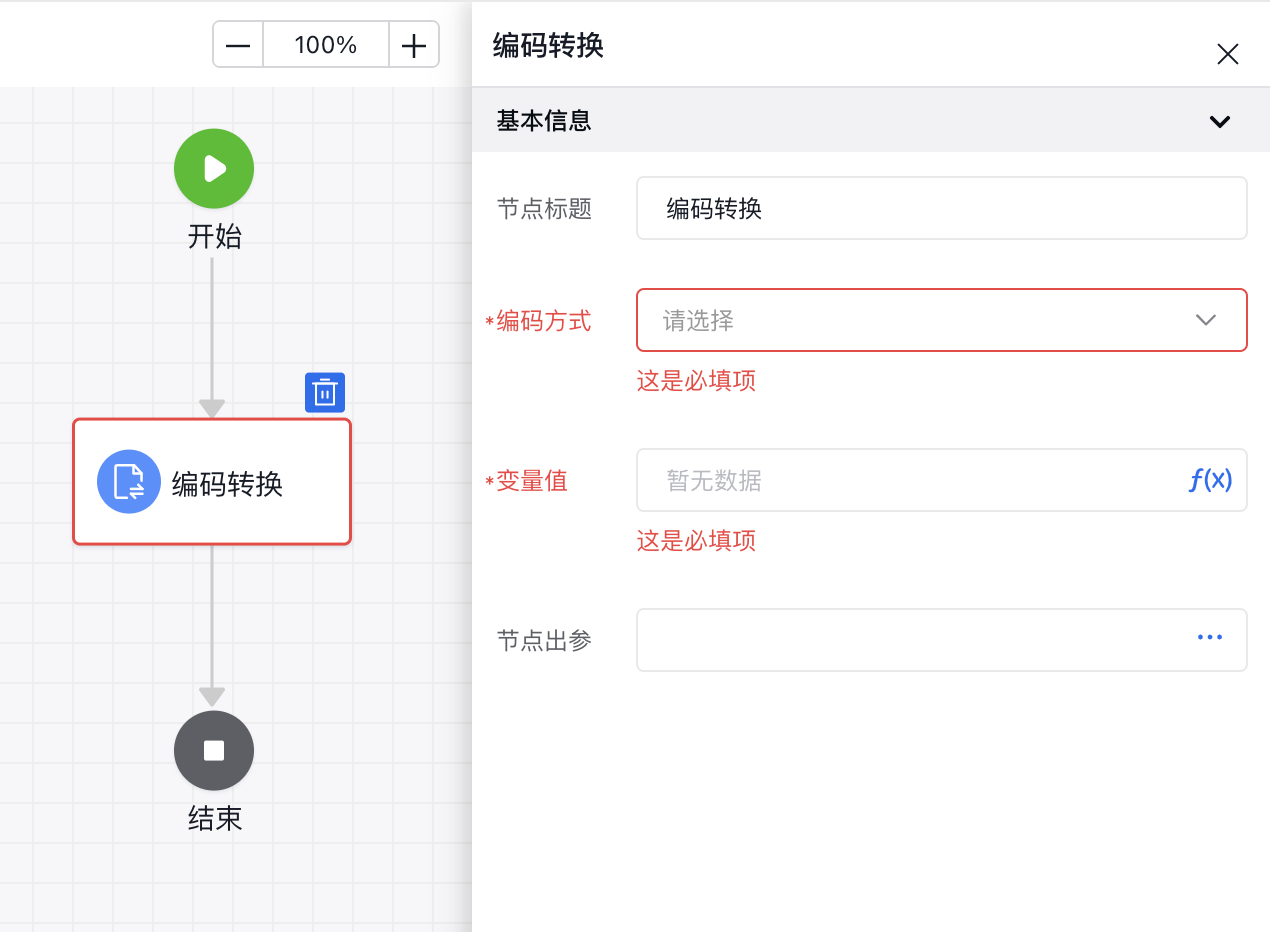 100%
开始
编码转换
结束
编码转换
基本信息
节点标题
编码转换
*编码方式
请选择
这是必填项
*变量值
暂无数据
f(x)
这是必填项
节点出参
...